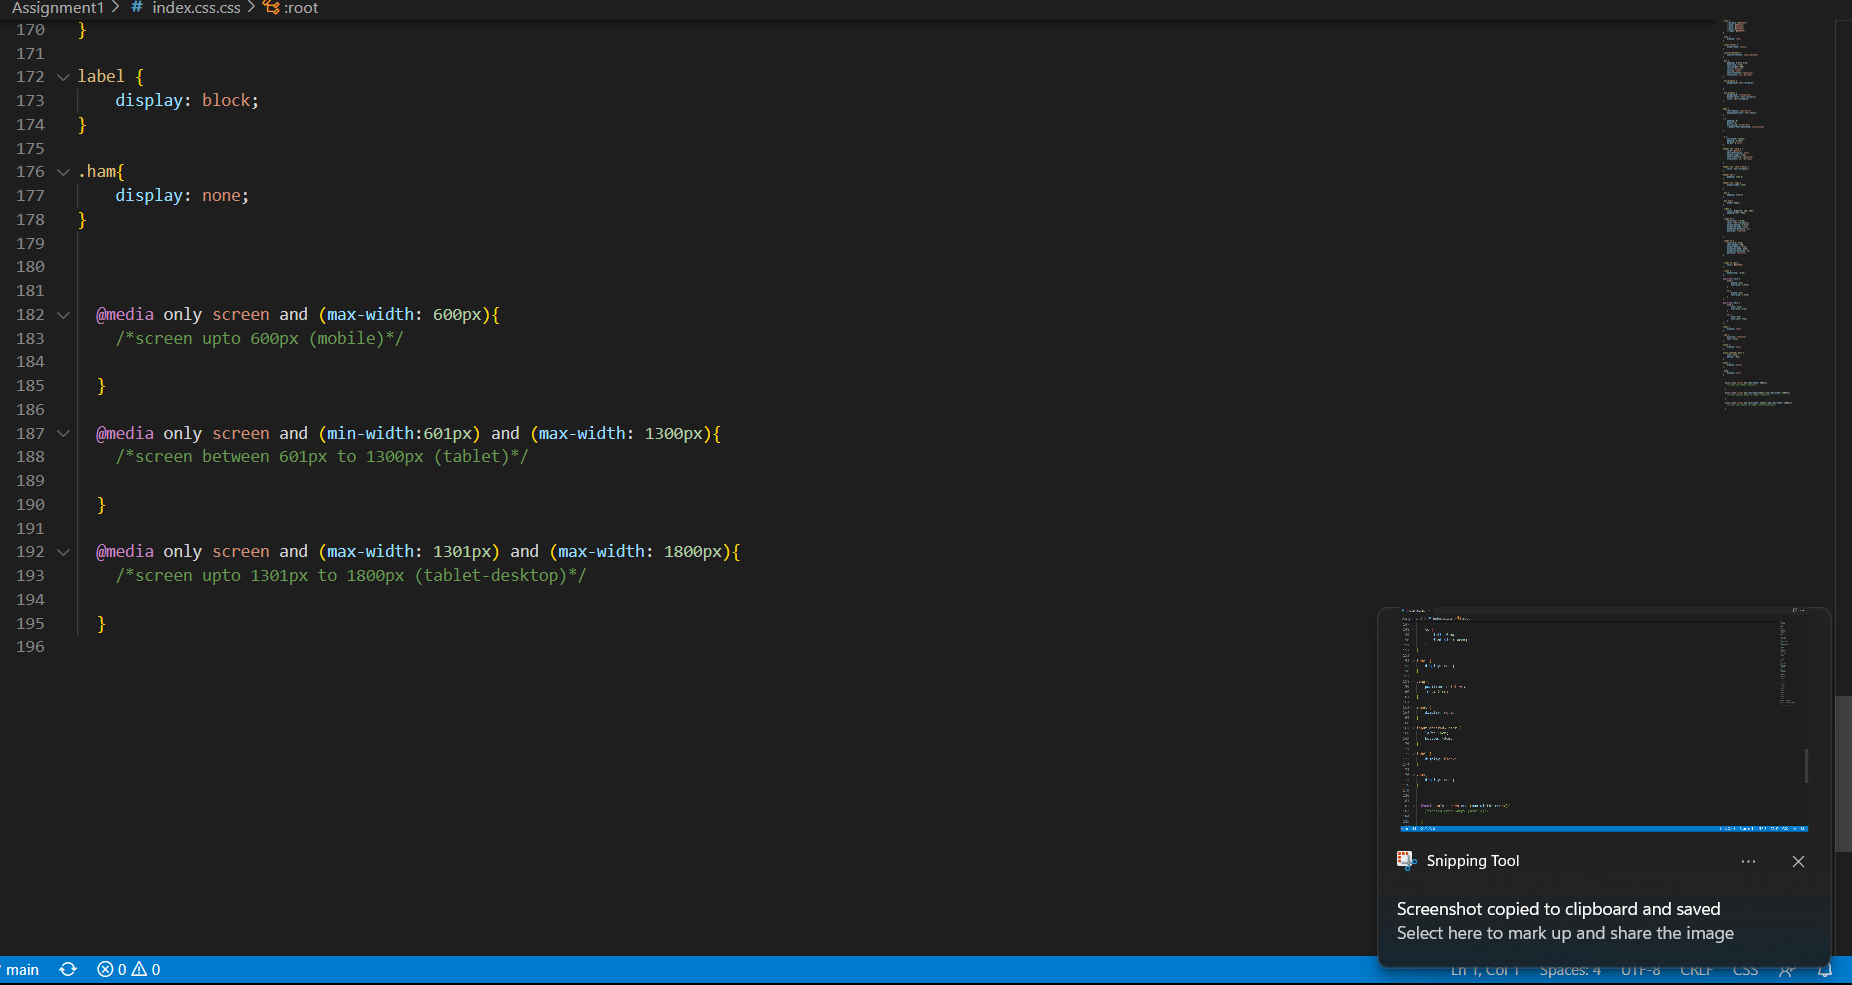 Assignment1 > # index.css.css > :root
170 }
171
172 label {
173 display: block;
174 }
175
176 .ham{
177 display: none;
178 }
179
180
181
182 @media only screen and (max-width: 600px){
183 /*screen upto 600px (mobile)*/
184
185 }
186
187 @media only screen and (min-width:601px) and (max-width: 1300px){
188 /*screen between 601px to 1300px (tablet)*/
189
190 }
191
192 @media only screen and (max-width: 1301px) and (max-width: 1800px){
193 /*screen upto 1301px to 1800px (tablet-desktop)*/
194
195 }
196
Snipping Tool
Screenshot copied to clipboard and saved
Select here to mark up and share the image
main 0 0 Ln 1, Col 1 Spaces: 4 UTF-8 CRLF CSS